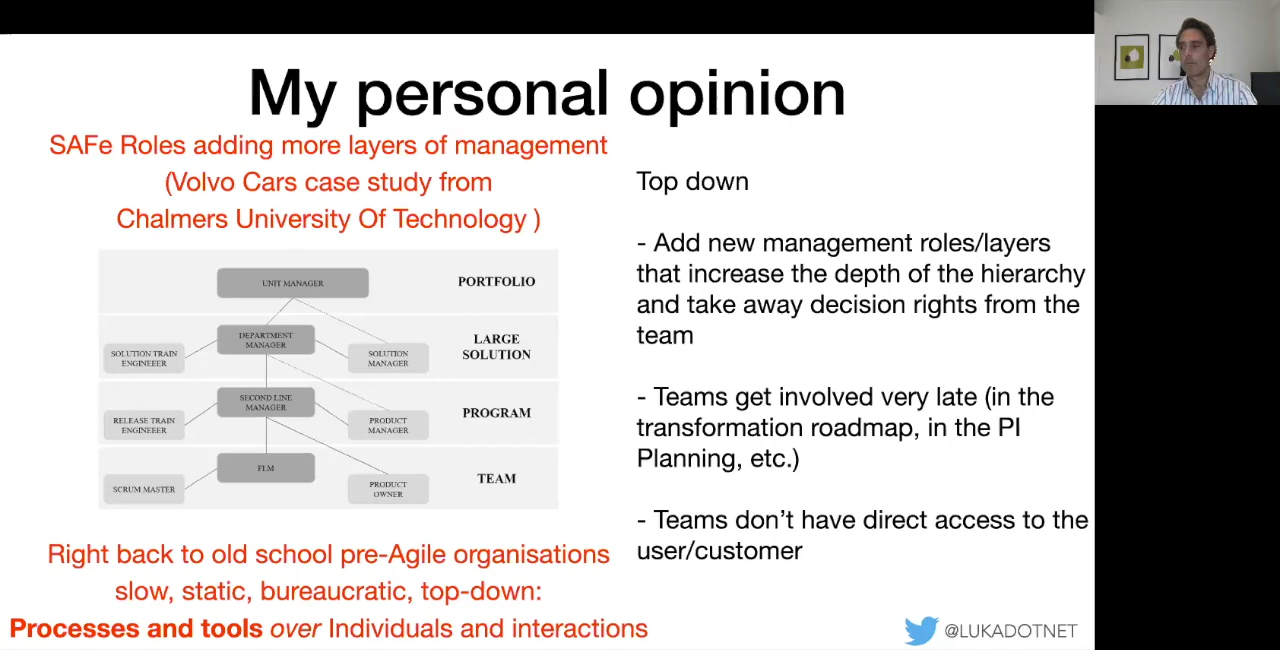 My personal opinion
SAFe Roles adding more layers of management
(Volvo Cars case study from
Chalmers University Of Technology )
UNIT MANAGER
PORTFOLIO
DEPARTMENT
MANAGER
SOLUTION TRAIN
ENGINEEER
SOLUTION
MANAGER
LARGE
SOLUTION
SECOND LINE
MANAGER
RELEASE TRAIN
ENGINEEER
PRODUCT
MANAGER
PROGRAM
FLM
SCRUM MASTER
PRODUCT
OWNER
TEAM
Right back to old school pre-Agile organisations
slow, static, bureaucratic, top-down:
Processes and tools over Individuals and interactions
Top down
- Add new management roles/layers
that increase the depth of the hierarchy
and take away decision rights from the
team
- Teams get involved very late (in the
transformation roadmap, in the PI
Planning, etc.)
- Teams don’t have direct access to the
user/customer
@LUKADOTNET